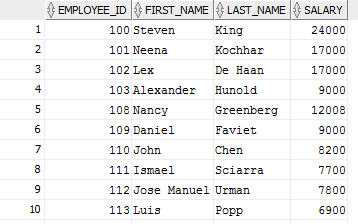 EMPLOYEE_ID FIRST_NAME LAST_NAME SALARY
1 100 Steven King 24000
2 101 Neena Kochhar 17000
3 102 Lex De Haan 17000
4 103 Alexander Hunold 9000
5 108 Nancy Greenberg 12008
6 109 Daniel Faviet 9000
7 110 John Chen 8200
8 111 Ismael Sciarra 7700
9 112 Jose Manuel Urman 7800
10 113 Luis Popp 6900